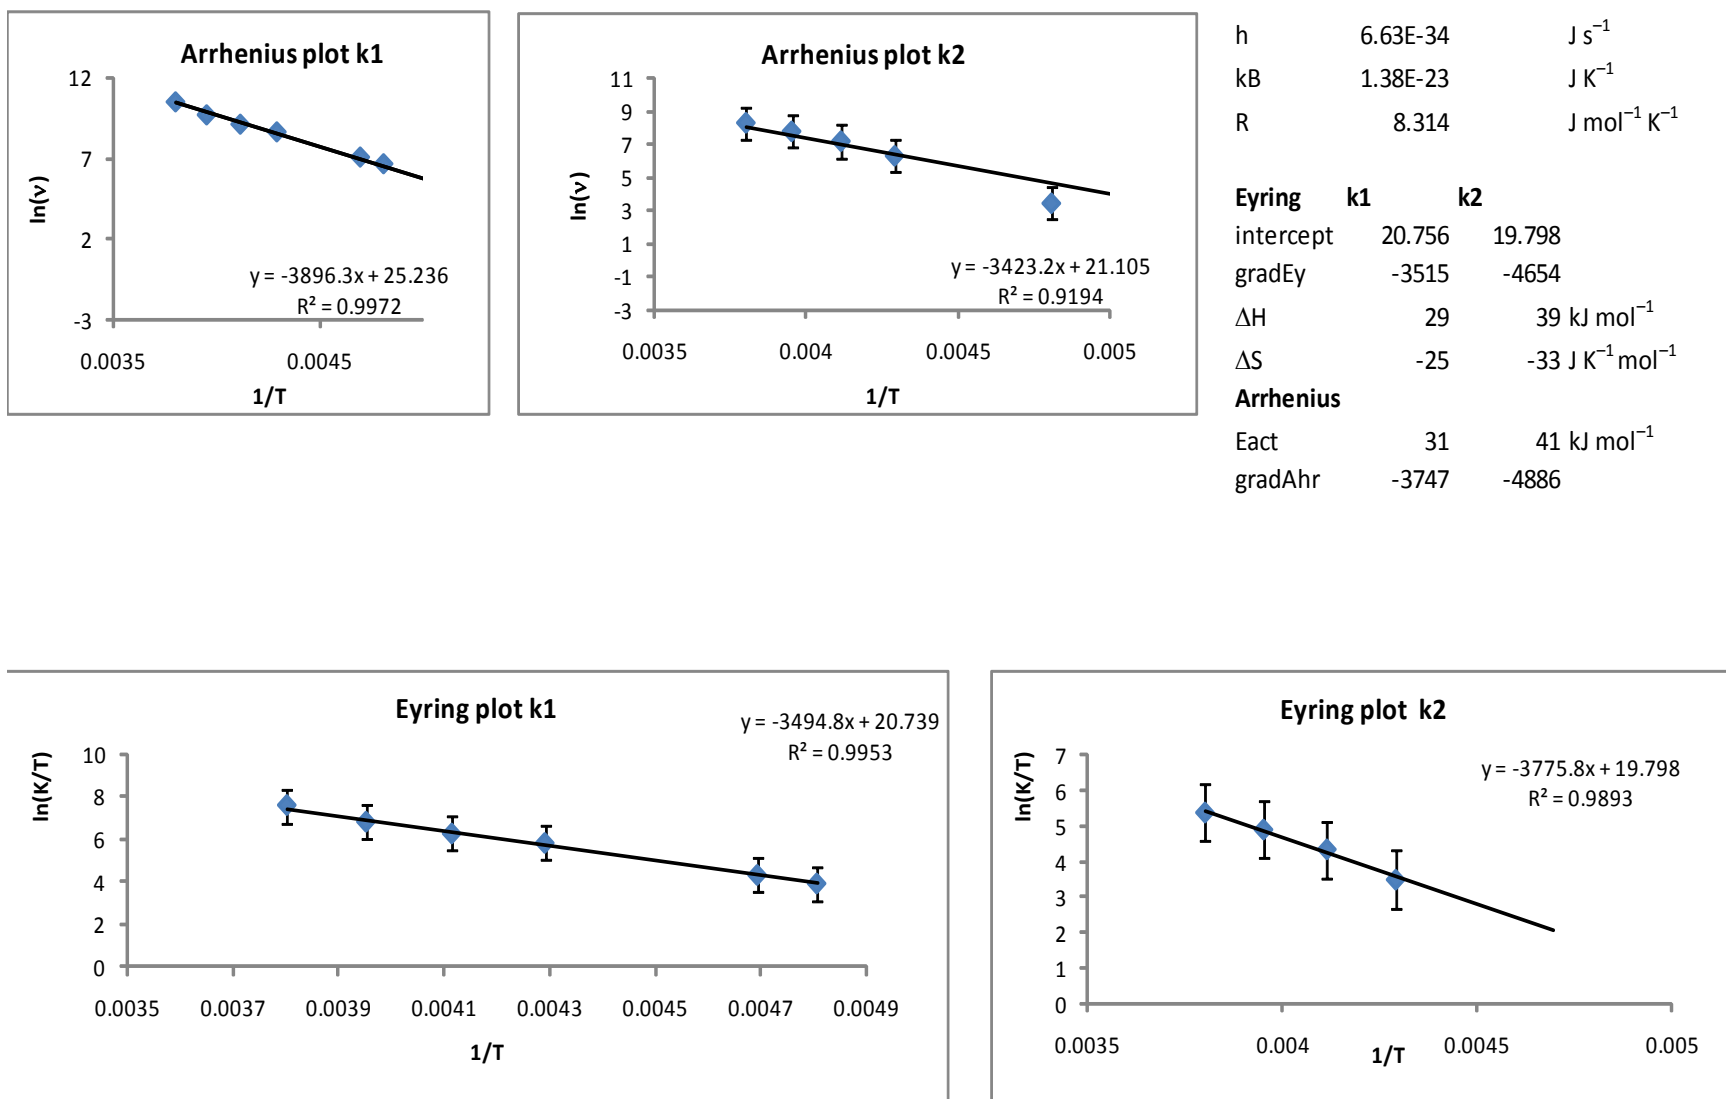 Arrhenius plot k1
12
7
2
-3
ln(ν)
y = -3896.3x + 25.236
R² = 0.9972
0.0035 0.0045
1/T
Arrhenius plot k2
11
9
7
5
3
1
-1
-3
ln(ν)
y = -3423.2x + 21.105
R² = 0.9194
0.0035 0.004 0.0045 0.005
1/T
h 6.63E-34 J s⁻¹
kB 1.38E-23 J K⁻¹
R 8.314 J mol⁻¹ K⁻¹
Eyring k1 k2
intercept 20.756 19.798
gradEy -3515 -4654
ΔH 29 39 kJ mol⁻¹
ΔS -25 -33 J K⁻¹ mol⁻¹
Arrhenius
Eact 31 41 kJ mol⁻¹
gradAhr -3747 -4886
Eyring plot k1
y = -3494.8x + 20.739
R² = 0.9953
10
8
6
4
2
0
ln(K/T)
0.0035 0.0037 0.0039 0.0041 0.0043 0.0045 0.0047 0.0049
1/T
Eyring plot k2
y = -3775.8x + 19.798
R² = 0.9893
7
6
5
4
3
2
1
0
ln(K/T)
0.0035 0.004 0.0045 0.005
1/T